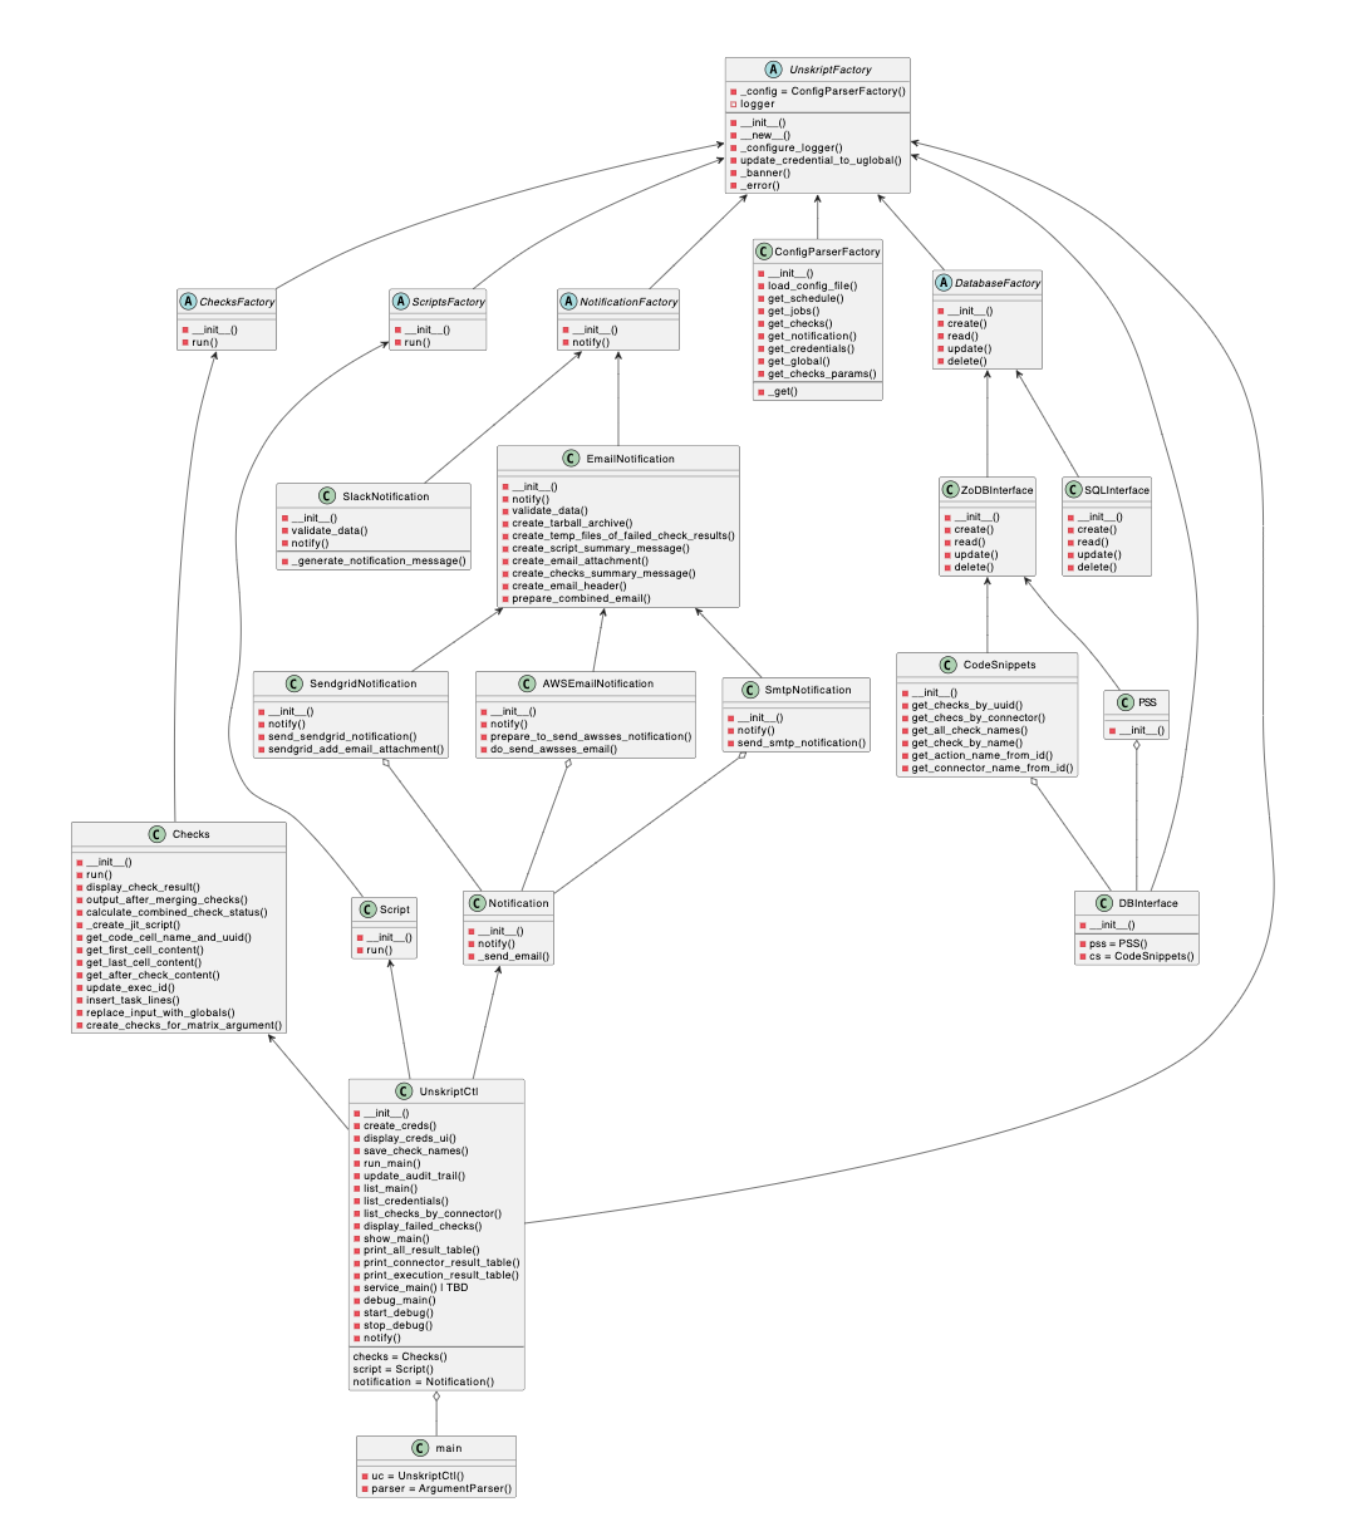 A UnskriptFactory
_config = ConfigParserFactory()
logger
__init__()
__new__()
_configure_logger()
update_credential_to_uglobal()
_banner()
_error()
A ChecksFactory
__init__()
run()
A ScriptsFactory
__init__()
run()
A NotificationFactory
__init__()
notify()
C ConfigParserFactory
__init__()
load_config_file()
get_schedule()
get_jobs()
get_checks()
get_notification()
get_credentials()
get_global()
get_checks_params()
_get()
A DatabaseFactory
__init__()
create()
read()
update()
delete()
C SlackNotification
__init__()
validate_data()
notify()
_generate_notification_message()
C EmailNotification
__init__()
notify()
validate_data()
create_tarball_archive()
create_temp_files_of_failed_check_results()
create_script_summary_message()
create_email_attachment()
create_checks_summary_message()
create_email_header()
prepare_combined_email()
C ZoDBInterface
__init__()
create()
read()
update()
delete()
C SQLInterface
__init__()
create()
read()
update()
delete()
C SendgridNotification
__init__()
notify()
send_sendgrid_notification()
sendgrid_add_email_attachment()
C AWSEmailNotification
__init__()
notify()
prepare_to_send_awsses_notification()
do_send_awsses_email()
C SmtpNotification
__init__()
notify()
send_smtp_notification()
C CodeSnippets
__init__()
get_checks_by_uuid()
get_checs_by_connector()
get_all_check_names()
get_check_by_name()
get_action_name_from_id()
get_connector_name_from_id()
C PSS
__init__()
C Checks
__init__()
run()
display_check_result()
output_after_merging_checks()
calculate_combined_check_status()
_create_jit_script()
get_code_cell_name_and_uuid()
get_first_cell_content()
get_last_cell_content()
get_after_check_content()
update_exec_id()
insert_task_lines()
replace_input_with_globals()
create_checks_for_matrix_argument()
C Script
__init__()
run()
C Notification
__init__()
notify()
_send_email()
C DBInterface
__init__()
pss = PSS()
cs = CodeSnippets()
C UnskriptCtl
__init__()
create_creds()
display_creds_ui()
save_check_names()
run_main()
update_audit_trail()
list_main()
list_credentials()
list_checks_by_connector()
display_failed_checks()
show_main()
print_all_result_table()
print_connector_result_table()
print_execution_result_table()
service_main() | TBD
debug_main()
start_debug()
stop_debug()
notify()
checks = Checks()
script = Script()
notification = Notification()
C main
uc = UnskriptCtl()
parser = ArgumentParser()